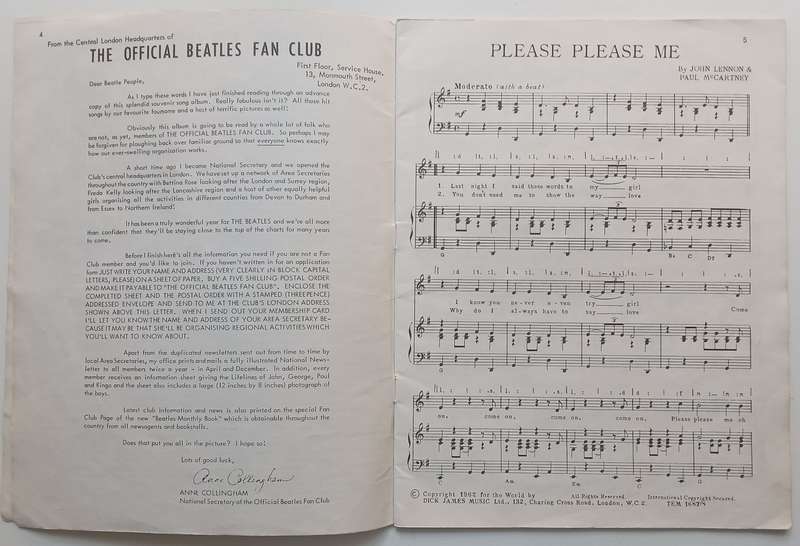 4
From the Central London Headquarters of
THE OFFICIAL BEATLES FAN CLUB
First Floor, Service House,
13, Monmouth Street,
London W.C.2.
Dear Beatle People,
As I type these words I have just finished reading through an advance
copy of this splendid souvenir song album. Really fabulous isn't it? All those hit
songs by our favourite foursome and a host of terrific pictures as well!
Obviously this album is going to be read by a whole lot of folk who
are not, as yet, members of THE OFFICIAL BEATLES FAN CLUB. So perhaps I may
be forgiven for ploughing back over familiar ground so that everyone knows exactly
how our ever-swelling organisation works.
A short time ago I became National Secretary and we opened the
Club's central headquarters in London. We have set up a network of Area Secretaries
throughout the country with Bettina Rose looking after the London and Surrey region,
Freda Kelly looking after the Lancashire region and a host of other equally helpful
girls organising all the activities in different counties from Devon to Durham and
from Essex to Northern Ireland!
It has been a truly wonderful year for THE BEATLES and we're all more
than confident that they'll be staying close to the top of the charts for many years
to come.
Before I finish here's all the information you need if you are not a Fan
Club member and you'd like to join. If you haven't written in for an application
form JUST WRITE YOUR NAME AND ADDRESS (VERY CLEARLY IN BLOCK CAPITAL
LETTERS, PLEASE) ON A SHEET OF PAPER, BUY A FIVE SHILLING POSTAL ORDER
AND MAKE IT PAYABLE TO "THE OFFICIAL BEATLES FAN CLUB". ENCLOSE THE
COMPLETED SHEET AND THE POSTAL ORDER WITH A STAMPED (THREEPENCE)
ADDRESSED ENVELOPE AND SEND TO ME AT THE CLUB'S LONDON ADDRESS
SHOWN ABOVE THIS LETTER. WHEN I SEND OUT YOUR MEMBERSHIP CARD
I'LL LET YOU KNOW THE NAME AND ADDRESS OF YOUR AREA SECRETARY BE-
CAUSE IT MAY BE THAT SHE'LL BE ORGANISING REGIONAL ACTIVITIES WHICH
YOU'LL WANT TO KNOW ABOUT.
Apart from the duplicated newsletters sent out from time to time by
local Area Secretaries, my office prints and mails a fully illustrated National News-
letter to all members twice a year - in April and December. In addition, every
member receives an information sheet giving the Lifelines of John, George, Paul
and Ringo and the sheet also includes a large (12 inches by 8 inches) photograph of
the boys.
Latest club information and news is also printed on the special Fan
Club Page of the new "Beatles Monthly Book" which is obtainable throughout the
country from all newsagents and bookstalls.
Does that put you all in the picture? I hope so!
Lots of good luck,
Anne Collingham
ANNE COLLINGHAM
National Secretary of the Official Beatles Fan Club
5
PLEASE PLEASE ME
By JOHN LENNON &
PAUL McCARTNEY
Moderato (with a beat)
mf
1. Last night I said these words to my girl
2. You don't need me to show the way love
G
B♭ C D7
I know you ne-ver e-ven try girl
Why do I al-ways have to say love Come
G
on, come on, come on, come on, Please please me oh
C Am Em C G
© Copyright 1962 for the World by All Rights Reserved. International Copyright Secured.
DICK JAMES MUSIC Ltd., 132, Charing Cross Road, London, W.C.2. TEM 1687/8